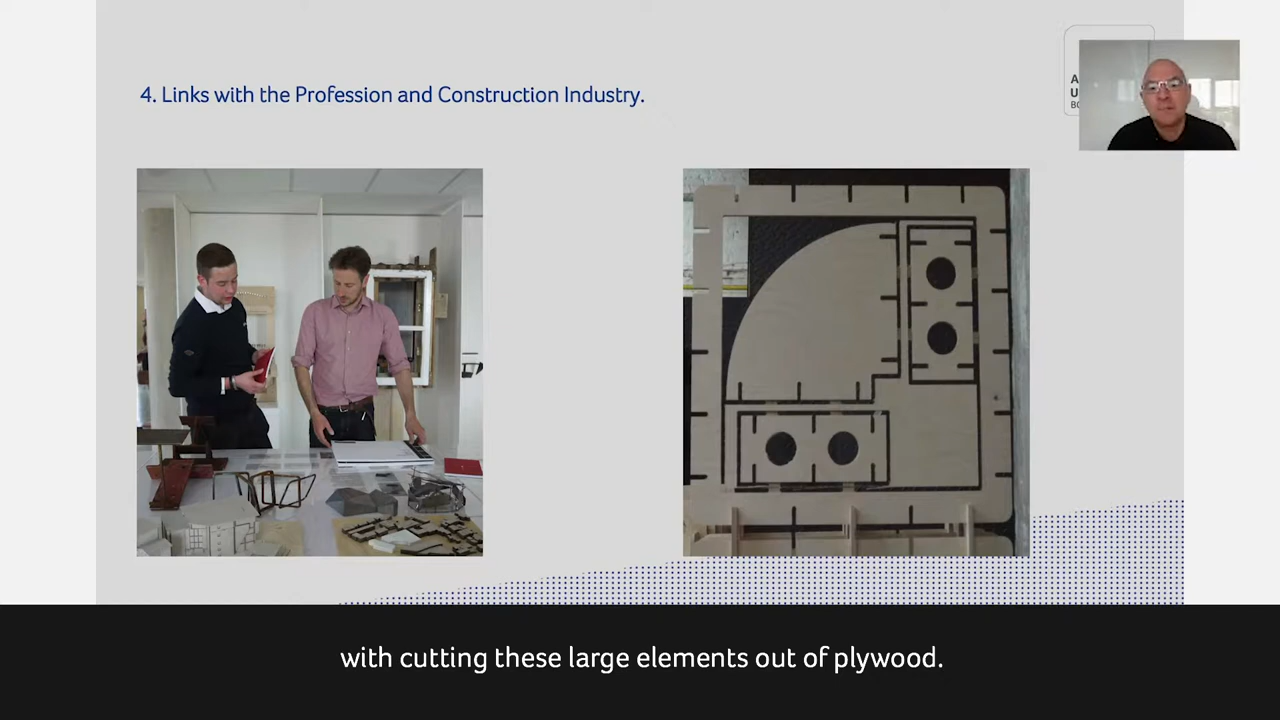 4. Links with the Profession and Construction Industry.
with cutting these large elements out of plywood.